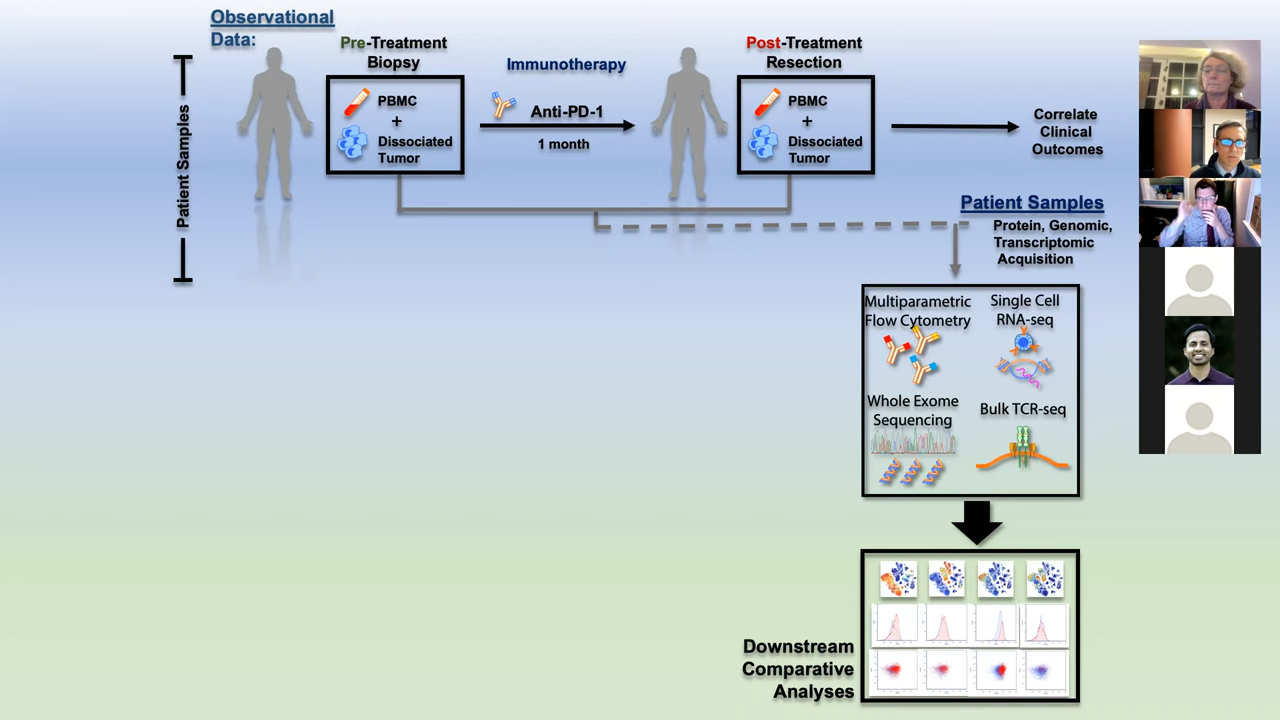 Observational
Data:
Pre-Treatment
Biopsy
Immunotherapy
Post-Treatment
Resection
Patient Samples
PBMC
+
Dissociated
Tumor
Anti-PD-1
1 month
PBMC
+
Dissociated
Tumor
Correlate
Clinical
Outcomes
Patient Samples
Protein, Genomic,
Transcriptomic
Acquisition
Multiparametric
Flow Cytometry
Single Cell
RNA-seq
Whole Exome
Sequencing
Bulk TCR-seq
Downstream
Comparative
Analyses